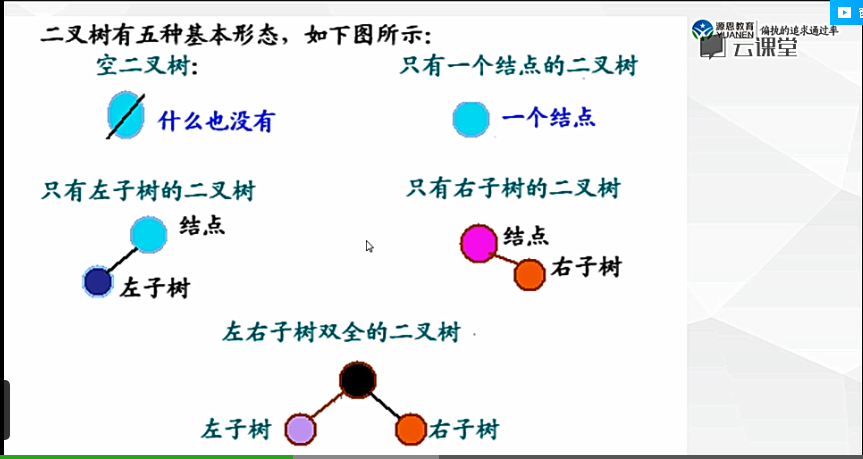 二叉树有五种基本形态，如下图所示：
源恩教育
YUANEN
偏执的追求通过率
云课堂
空二叉树：
只有一个结点的二叉树
什么也没有
一个结点
只有左子树的二叉树
只有右子树的二叉树
结点
左子树
结点
右子树
左右子树双全的二叉树
左子树
右子树